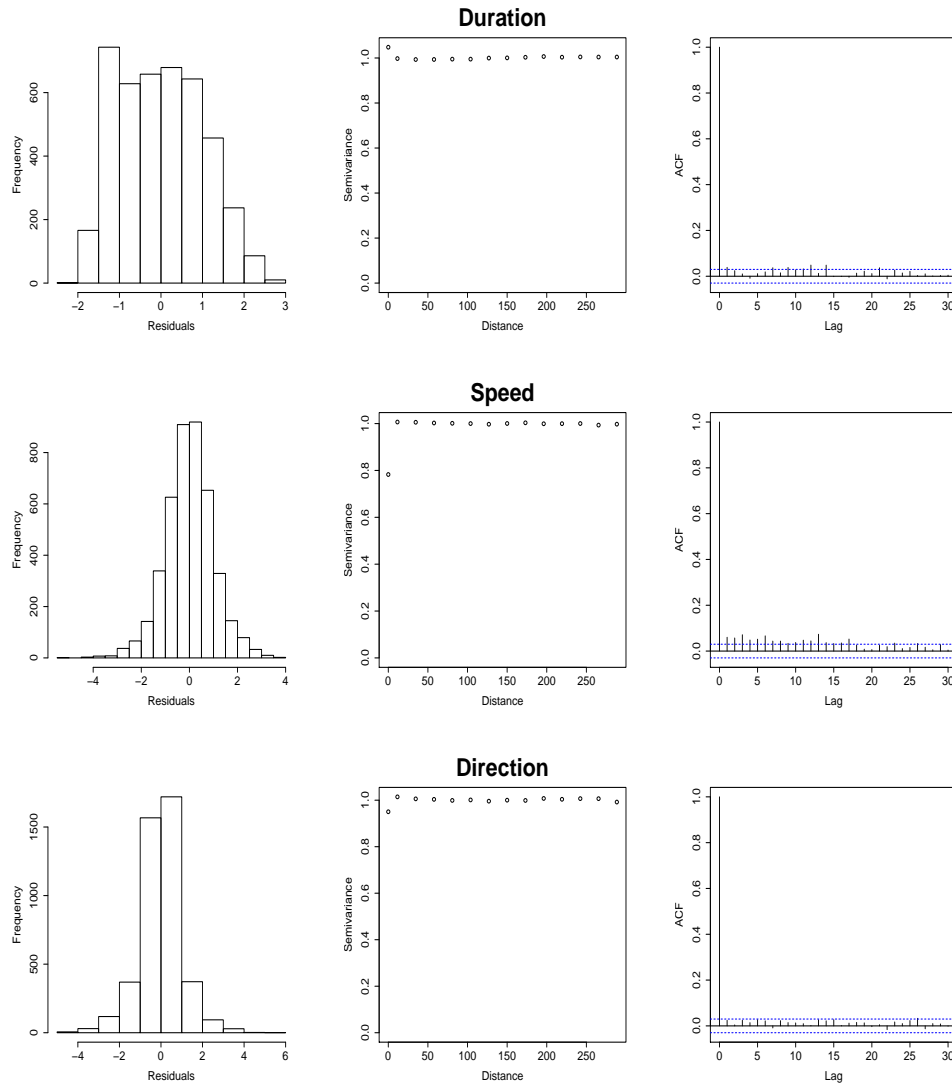 Duration
Frequency
0 200 400 600
−2 −1 0 1 2 3
Residuals
Semivariance
0.0 0.2 0.4 0.6 0.8 1.0
0 50 100 150 200 250
Distance
ACF
0.0 0.2 0.4 0.6 0.8 1.0
0 5 10 15 20 25 30
Lag
Speed
Frequency
0 200 400 600 800
−4 −2 0 2 4
Residuals
Semivariance
0.0 0.2 0.4 0.6 0.8 1.0
0 50 100 150 200 250
Distance
ACF
0.0 0.2 0.4 0.6 0.8 1.0
0 5 10 15 20 25 30
Lag
Direction
Frequency
0 500 1000 1500
−4 −2 0 2 4 6
Residuals
Semivariance
0.0 0.2 0.4 0.6 0.8 1.0
0 50 100 150 200 250
Distance
ACF
0.0 0.2 0.4 0.6 0.8 1.0
0 5 10 15 20 25 30
Lag